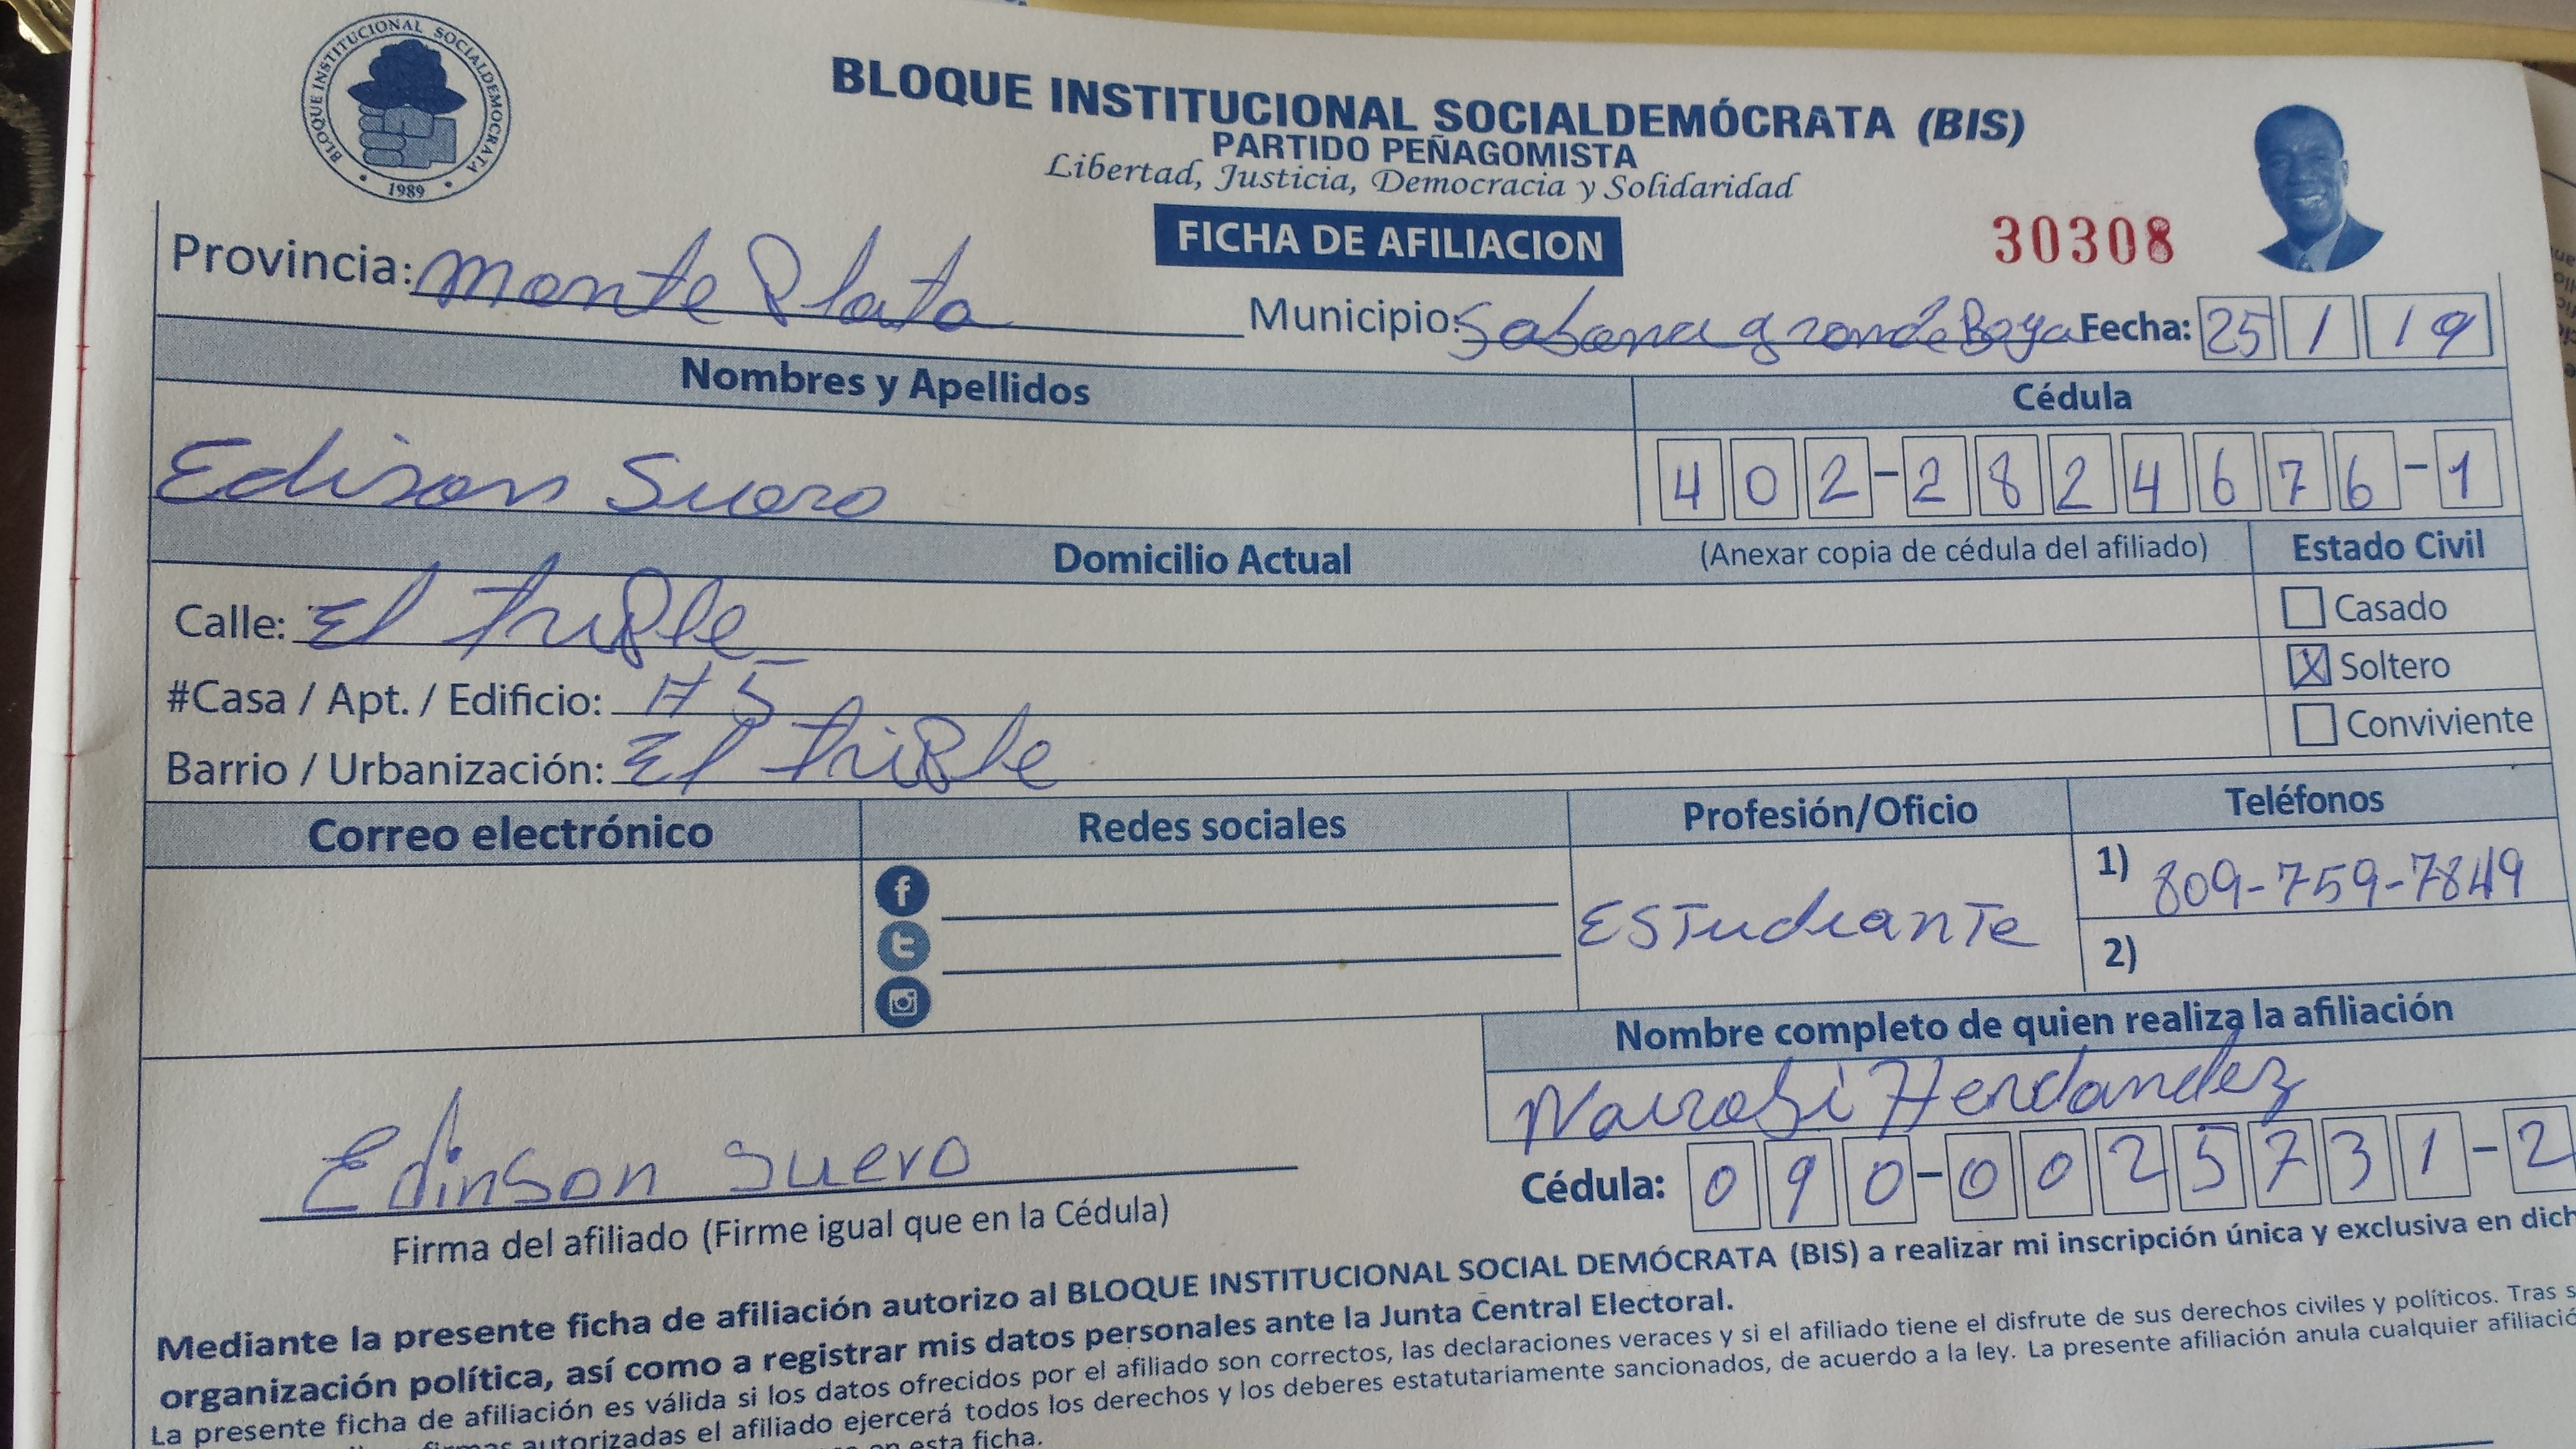 BLOQUE INSTITUCIONAL SOCIALDEMOCRATA
1989
BLOQUE INSTITUCIONAL SOCIALDEMÓCRATA (BIS)
PARTIDO PEÑAGOMISTA
Libertad, Justicia, Democracia y Solidaridad
FICHA DE AFILIACION
30308
Provincia: Monte Plata
Municipio: Sabana grande Boya Fecha: 25 1 19
Nombres y Apellidos Cédula
Edison Suero 402-2824676-1
Domicilio Actual (Anexar copia de cédula del afiliado) Estado Civil
Calle: El triple
Casado
#Casa / Apt. / Edificio: # 5
X Soltero
Barrio / Urbanización: El triple
Conviviente
Correo electrónico Redes sociales Profesión/Oficio Teléfonos
Estudiante
1) 809-759-7849
2)
Nombre completo de quien realiza la afiliación
Nairobi Herdandez
Cédula: 090-0025731-2
Edinson Suero
Firma del afiliado (Firme igual que en la Cédula)
Mediante la presente ficha de afiliación autorizo al BLOQUE INSTITUCIONAL SOCIAL DEMÓCRATA (BIS) a realizar mi inscripción única y exclusiva en dich
organización política, así como a registrar mis datos personales ante la Junta Central Electoral.
La presente ficha de afiliación es válida si los datos ofrecidos por el afiliado son correctos, las declaraciones veraces y si el afiliado tiene el disfrute de sus derechos civiles y políticos. Tras s
autorizadas el afiliado ejercerá todos los derechos y los deberes estatutariamente sancionados, de acuerdo a la ley. La presente afiliación anula cualquier afiliació
en esta ficha.